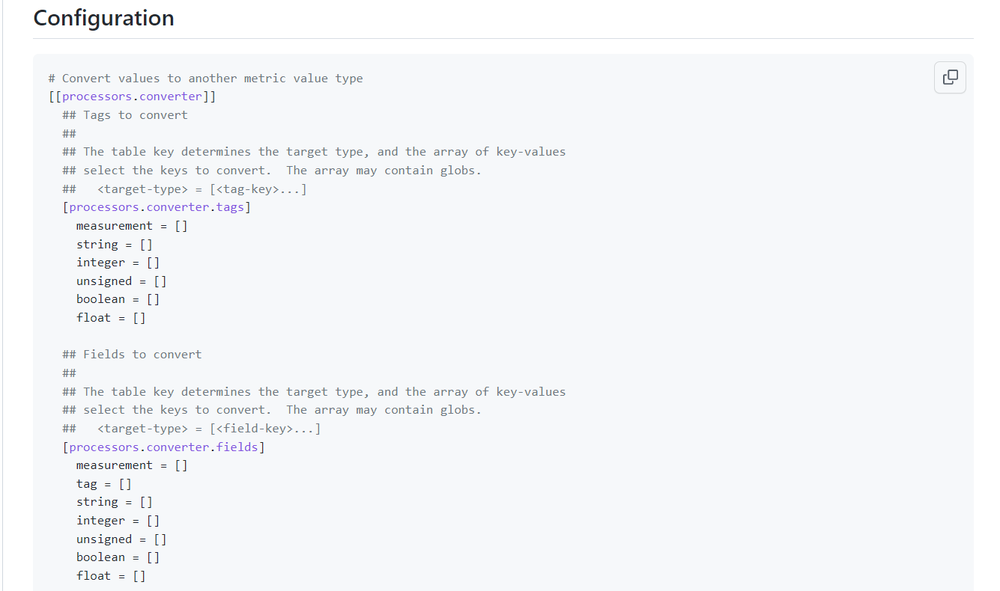 Configuration
# Convert values to another metric value type
[[processors.converter]]
  ## Tags to convert
  ##
  ## The table key determines the target type, and the array of key-values
  ## select the keys to convert.  The array may contain globs.
  ##   <target-type> = [<tag-key>...]
  [processors.converter.tags]
    measurement = []
    string = []
    integer = []
    unsigned = []
    boolean = []
    float = []
  ## Fields to convert
  ##
  ## The table key determines the target type, and the array of key-values
  ## select the keys to convert.  The array may contain globs.
  ##   <target-type> = [<field-key>...]
  [processors.converter.fields]
    measurement = []
    tag = []
    string = []
    integer = []
    unsigned = []
    boolean = []
    float = []